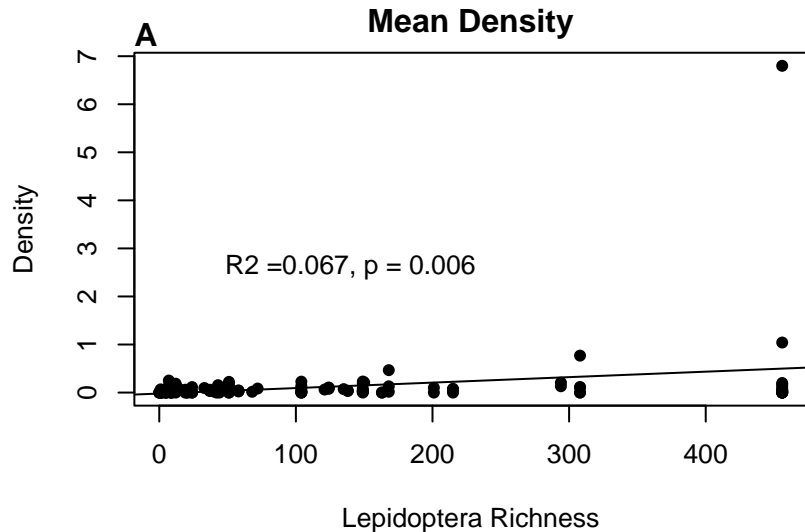 A
Mean Density
7
6
5
4
3
2
1
0
Density
R2 =0.067, p = 0.006
0 100 200 300 400
Lepidoptera Richness